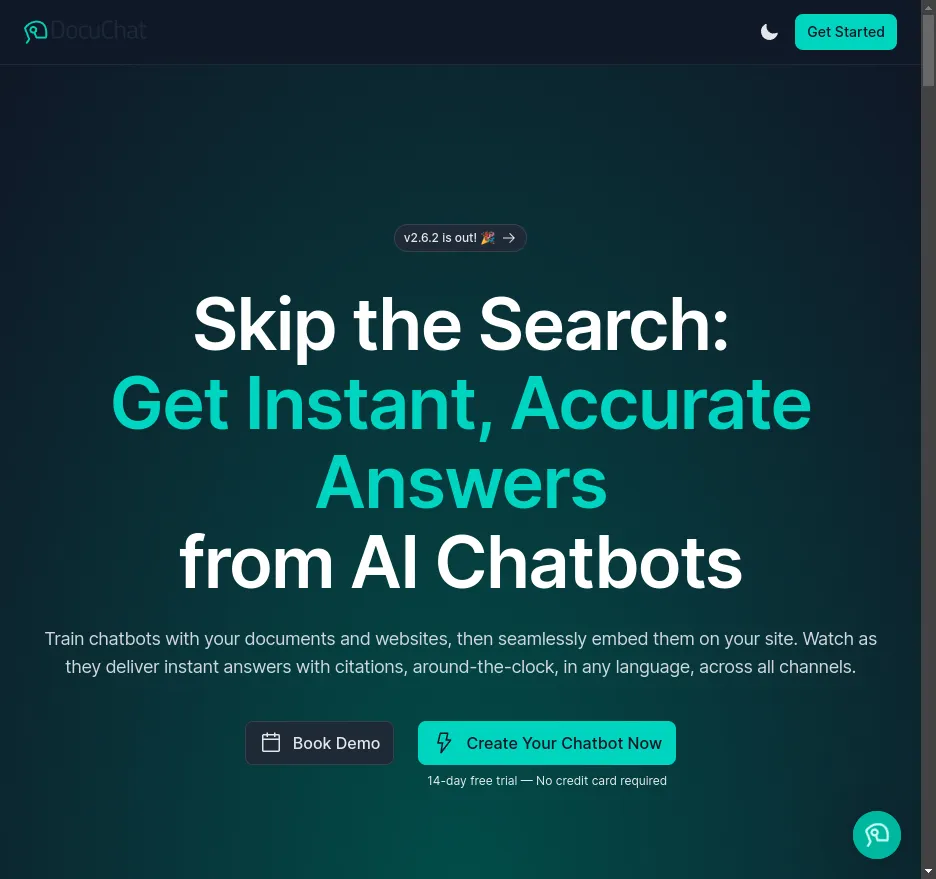 DocuChat
Get Started
v2.6.2 is out! 🎉 →
Skip the Search:
Get Instant, Accurate
Answers
from AI Chatbots
Train chatbots with your documents and websites, then seamlessly embed them on your site. Watch as
they deliver instant answers with citations, around-the-clock, in any language, across all channels.
Book Demo
Create Your Chatbot Now
14-day free trial — No credit card required